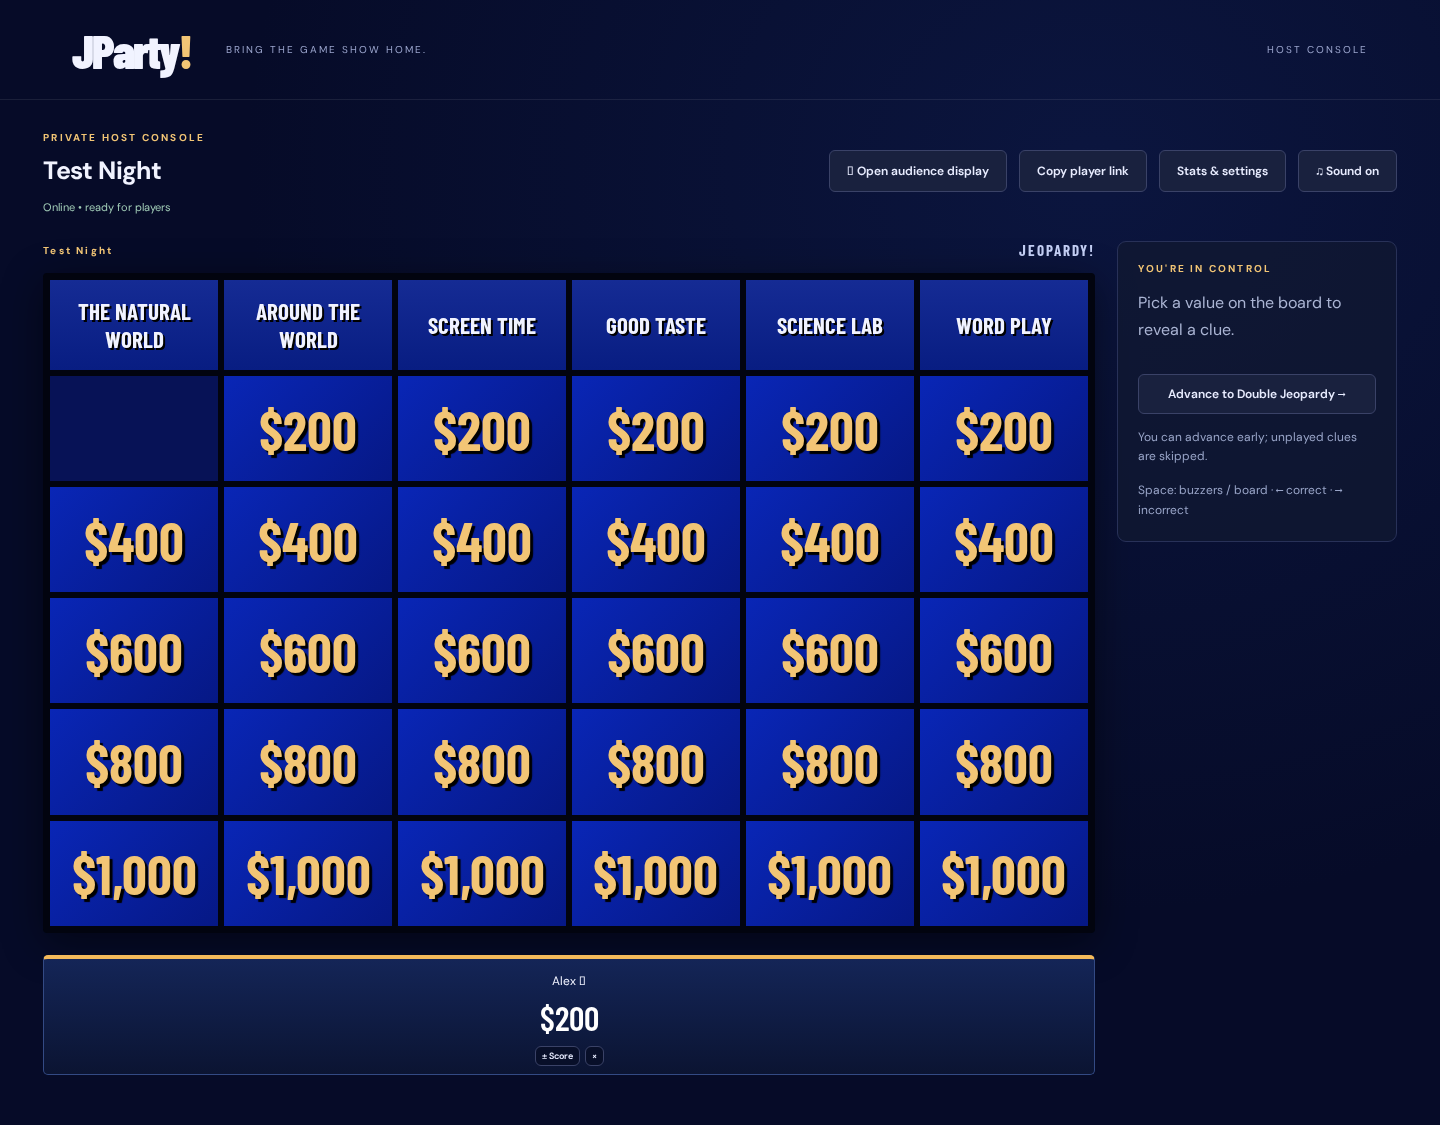 JParty!
BRING THE GAME SHOW HOME.
HOST CONSOLE
PRIVATE HOST CONSOLE
Test Night
Online • ready for players
Open audience display
Copy player link
Stats & settings
♫ Sound on
Test Night
JEOPARDY!
THE NATURAL
WORLD
AROUND THE
WORLD
SCREEN TIME
GOOD TASTE
SCIENCE LAB
WORD PLAY
$200 $200 $200 $200 $200
$400 $400 $400 $400 $400 $400
$600 $600 $600 $600 $600 $600
$800 $800 $800 $800 $800 $800
$1,000 $1,000 $1,000 $1,000 $1,000 $1,000
YOU'RE IN CONTROL
Pick a value on the board to
reveal a clue.
Advance to Double Jeopardy →
You can advance early; unplayed clues
are skipped.
Space: buzzers / board · ← correct · →
incorrect
Alex
$200
± Score
×